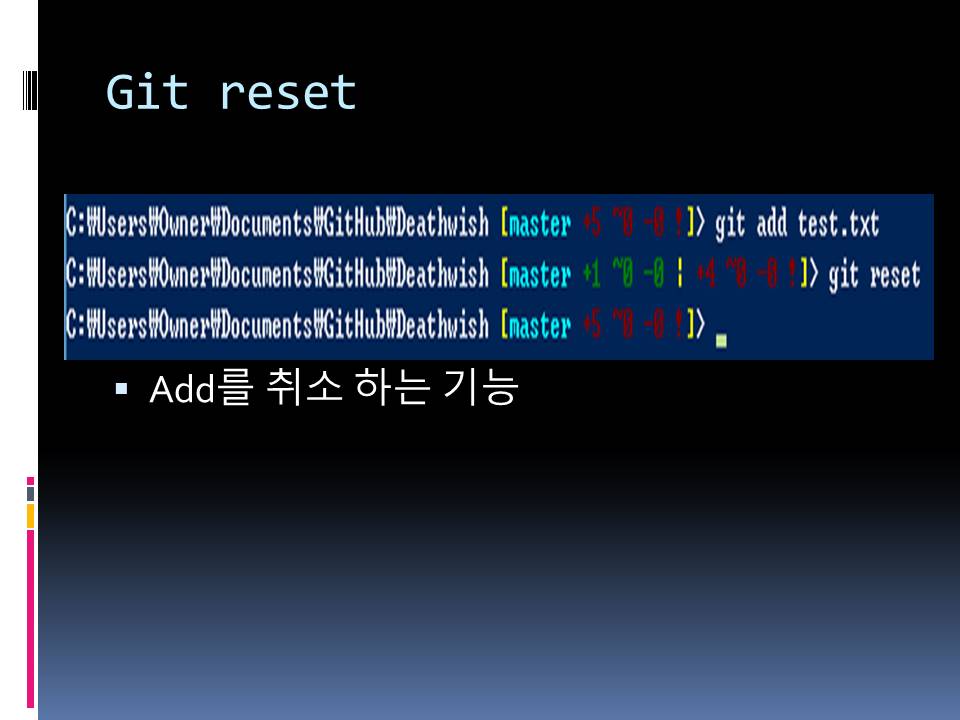 Git reset
C:₩Users₩Owner₩Documents₩GitHub₩Deathwish [master +5 ~0 -0 !]> git add test.txt
C:₩Users₩Owner₩Documents₩GitHub₩Deathwish [master +1 ~0 -0 | +4 ~0 -0 !]> git reset
C:₩Users₩Owner₩Documents₩GitHub₩Deathwish [master +5 ~0 -0 !]>
Add를 취소 하는 기능